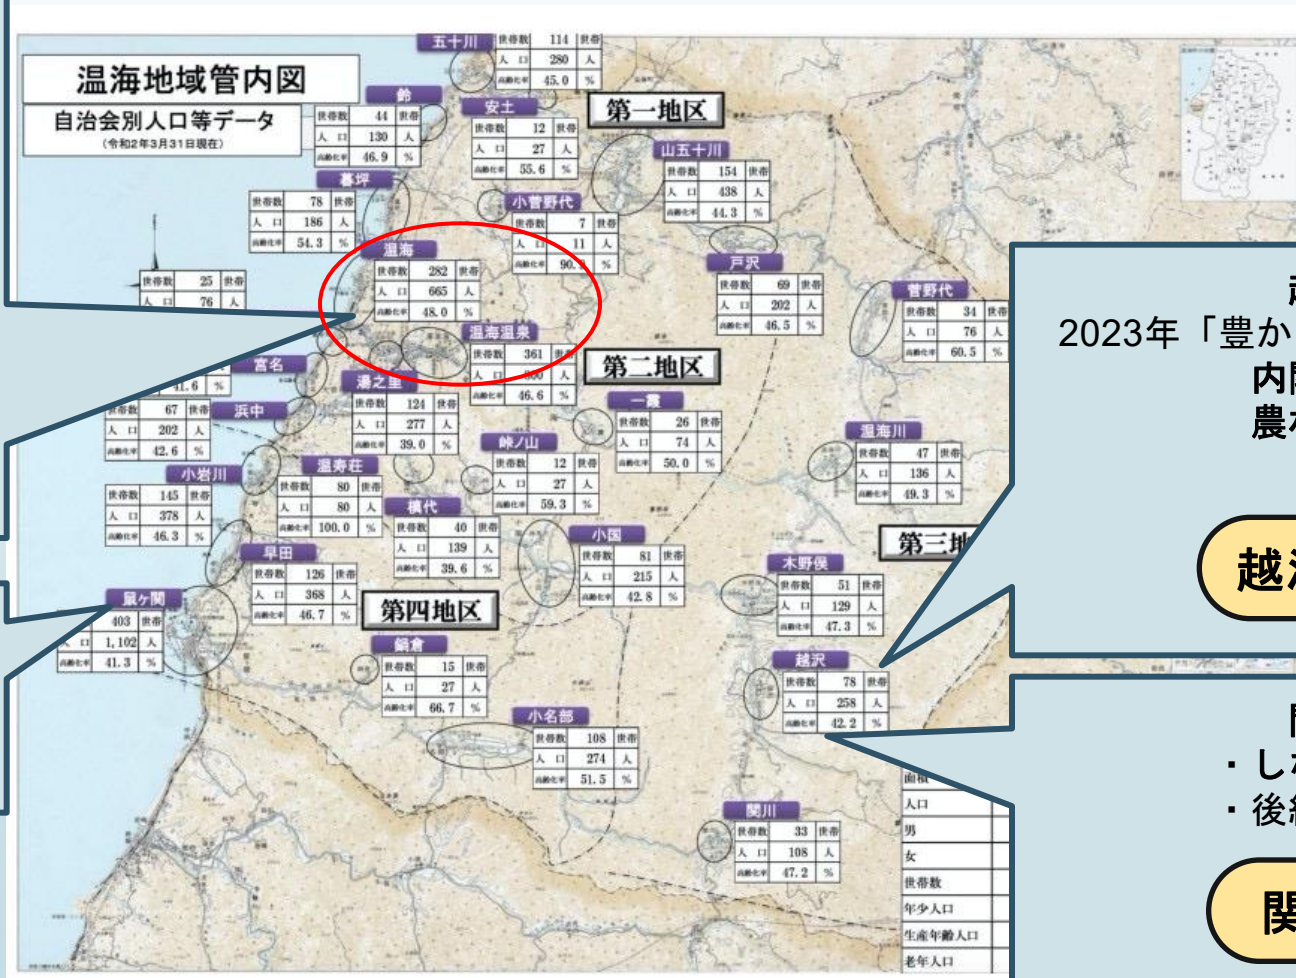 温海地域管内図
自治会別人口等データ
(令和2年3月31日現在)
五十川
世帯数 114 世帯
人口 280 人
高齢化率 45.0 %
鈴
世帯数 44 世帯
人口 130 人
高齢化率 46.9 %
安土
世帯数 12 世帯
人口 27 人
高齢化率 55.6 %
第一地区
山五十川
世帯数 154 世帯
人口 438 人
高齢化率 44.3 %
暮坪
世帯数 78 世帯
人口 186 人
高齢化率 54.3 %
小菅野代
世帯数 7 世帯
人口 11 人
高齢化率 90. %
温海
世帯数 282 世帯
人口 665 人
高齢化率 48.0 %
戸沢
世帯数 69 世帯
人口 202 人
高齢化率 46.5 %
菅野代
世帯数 34 世帯
人口 76 人
高齢化率 60.5 %
世帯数 25 世帯
人口 76 人
温海温泉
世帯数 361 世帯
人口 人
高齢化率 46.6 %
第二地区
宮名
41.6 %
湯之里
世帯数 124 世帯
人口 277 人
高齢化率 39.0 %
浜中
世帯数 67 世帯
人口 202 人
高齢化率 42.6 %
一霞
世帯数 26 世帯
人口 74 人
高齢化率 50.0 %
温海川
世帯数 47 世帯
人口 136 人
高齢化率 49.3 %
峠ノ山
世帯数 12 世帯
人口 27 人
高齢化率 59.3 %
小岩川
世帯数 145 世帯
人口 378 人
高齢化率 46.3 %
温寿荘
世帯数 80 世帯
人口 80 人
高齢化率 100.0 %
槙代
世帯数 40 世帯
人口 139 人
高齢化率 39.6 %
小国
世帯数 81 世帯
人口 215 人
高齢化率 42.8 %
第三地
早田
世帯数 126 世帯
人口 368 人
高齢化率 46.7 %
木野俣
世帯数 51 世帯
人口 129 人
高齢化率 47.3 %
鼠ヶ関
403 世帯
人口 1,102 人
高齢化率 41.3 %
第四地区
鍋倉
世帯数 15 世帯
人口 27 人
高齢化率 66.7 %
越沢
世帯数 78 世帯
人口 258 人
高齢化率 42.2 %
小名部
世帯数 108 世帯
人口 274 人
高齢化率 51.5 %
関川
世帯数 33 世帯
人口 108 人
高齢化率 47.2 %
面積
人口
男
女
世帯数
年少人口
生産年齢人口
老年人口
2023年「豊か
内
農
越
・し
・後
関